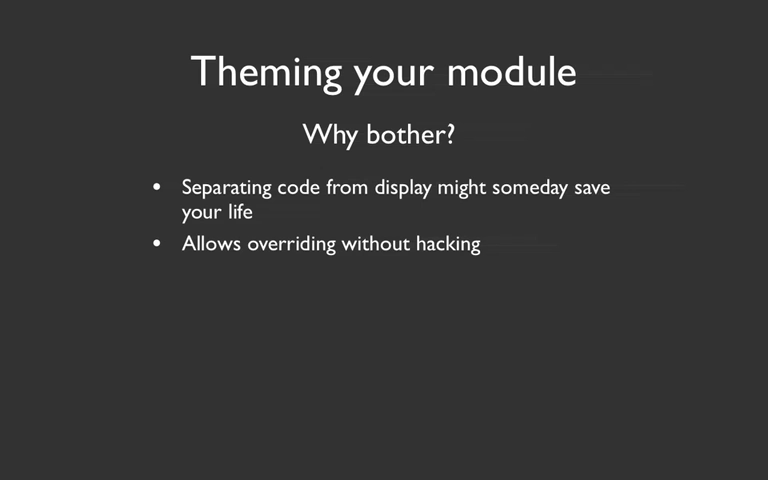 Theming your module
Why bother?
• Separating code from display might someday save
your life
• Allows overriding without hacking